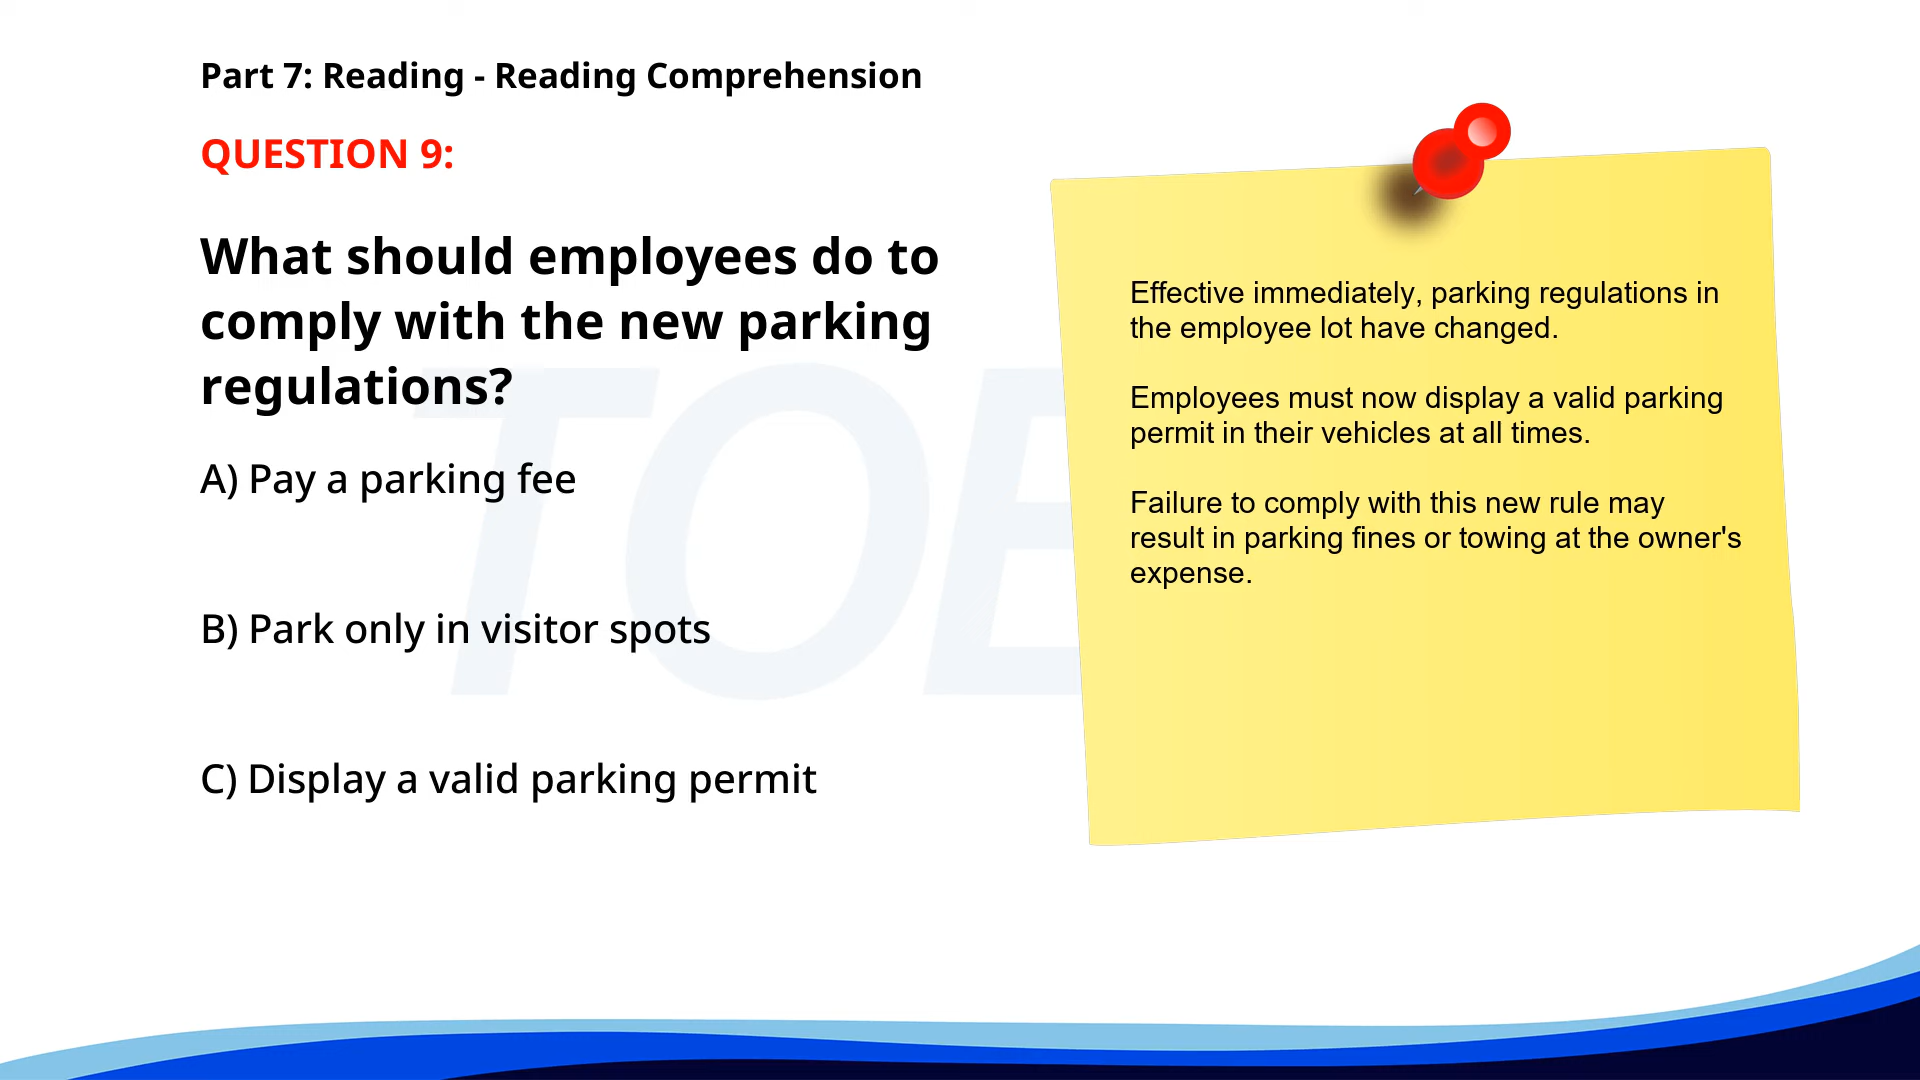 Part 7: Reading - Reading Comprehension
QUESTION 9:
What should employees do to
comply with the new parking
regulations?
A) Pay a parking fee
B) Park only in visitor spots
C) Display a valid parking permit
Effective immediately, parking regulations in
the employee lot have changed.
Employees must now display a valid parking
permit in their vehicles at all times.
Failure to comply with this new rule may
result in parking fines or towing at the owner's
expense.
TOE